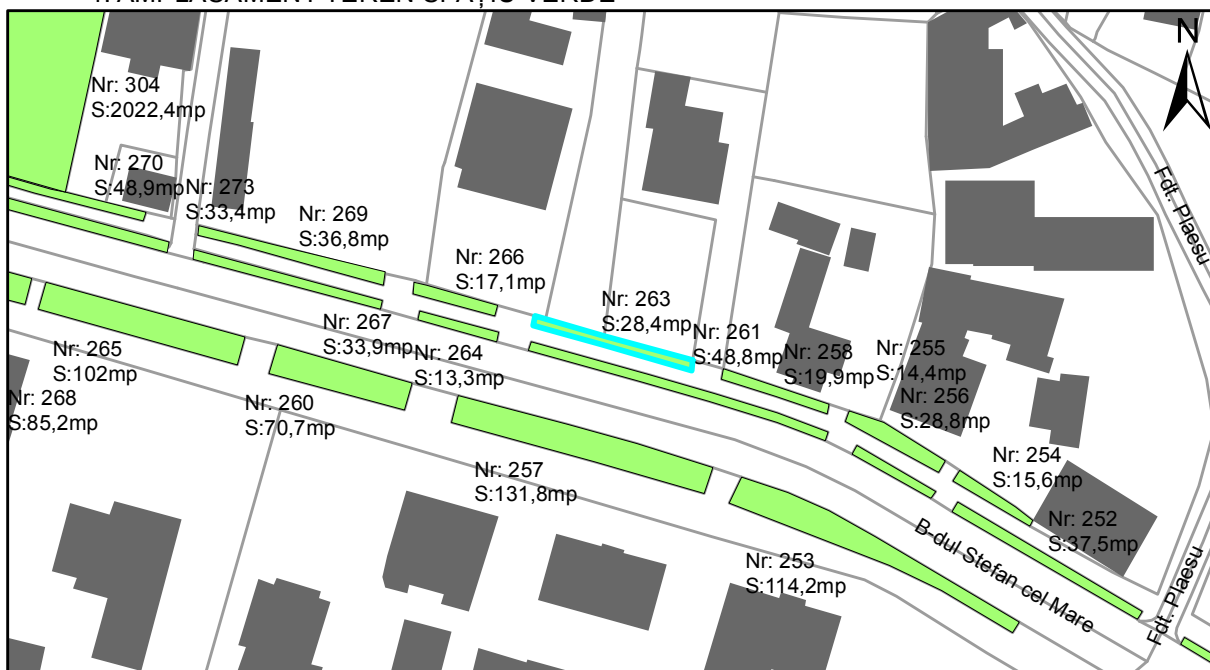 N
Nr: 304
S:2022,4mp
Nr: 270
S:48,9mp
Nr: 273
S:33,4mp
Nr: 269
S:36,8mp
Nr: 266
S:17,1mp
Nr: 263
S:28,4mp
Nr: 261
S:48,8mp
Nr: 258
S:19,9mp
Nr: 255
S:14,4mp
Nr: 256
S:28,8mp
Nr: 254
S:15,6mp
Nr: 252
S:37,5mp
Nr: 267
S:33,9mp
Nr: 264
S:13,3mp
Nr: 265
S:102mp
Nr: 268
S:85,2mp
Nr: 260
S:70,7mp
Nr: 257
S:131,8mp
Nr: 253
S:114,2mp
B-dul Stefan cel Mare
Fdt. Plaesu
Fdt. Plaesu